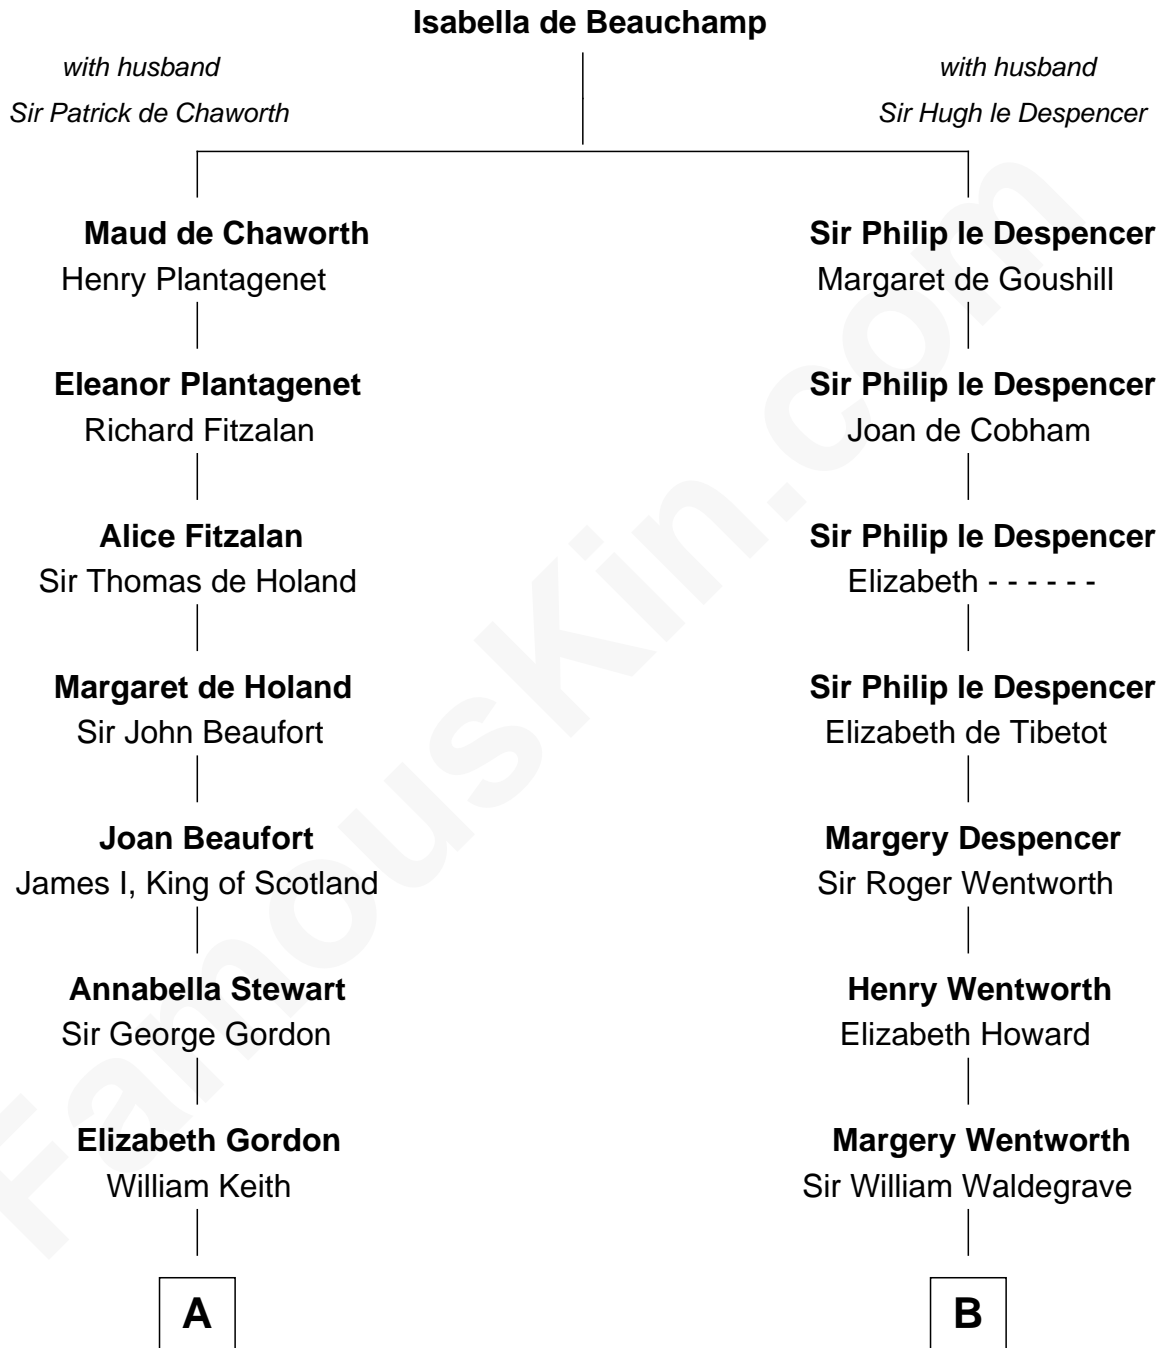 Isabella de Beauchamp
with husband
Sir Patrick de Chaworth
with husband
Sir Hugh le Despencer
Maud de Chaworth
Henry Plantagenet
Sir Philip le Despencer
Margaret de Goushill
Eleanor Plantagenet
Richard Fitzalan
Sir Philip le Despencer
Joan de Cobham
Alice Fitzalan
Sir Thomas de Holand
Sir Philip le Despencer
Elizabeth - - - - - -
Margaret de Holand
Sir John Beaufort
Sir Philip le Despencer
Elizabeth de Tibetot
Joan Beaufort
James I, King of Scotland
Margery Despencer
Sir Roger Wentworth
Annabella Stewart
Sir George Gordon
Henry Wentworth
Elizabeth Howard
Elizabeth Gordon
William Keith
Margery Wentworth
Sir William Waldegrave
A
B
FamousKin.com